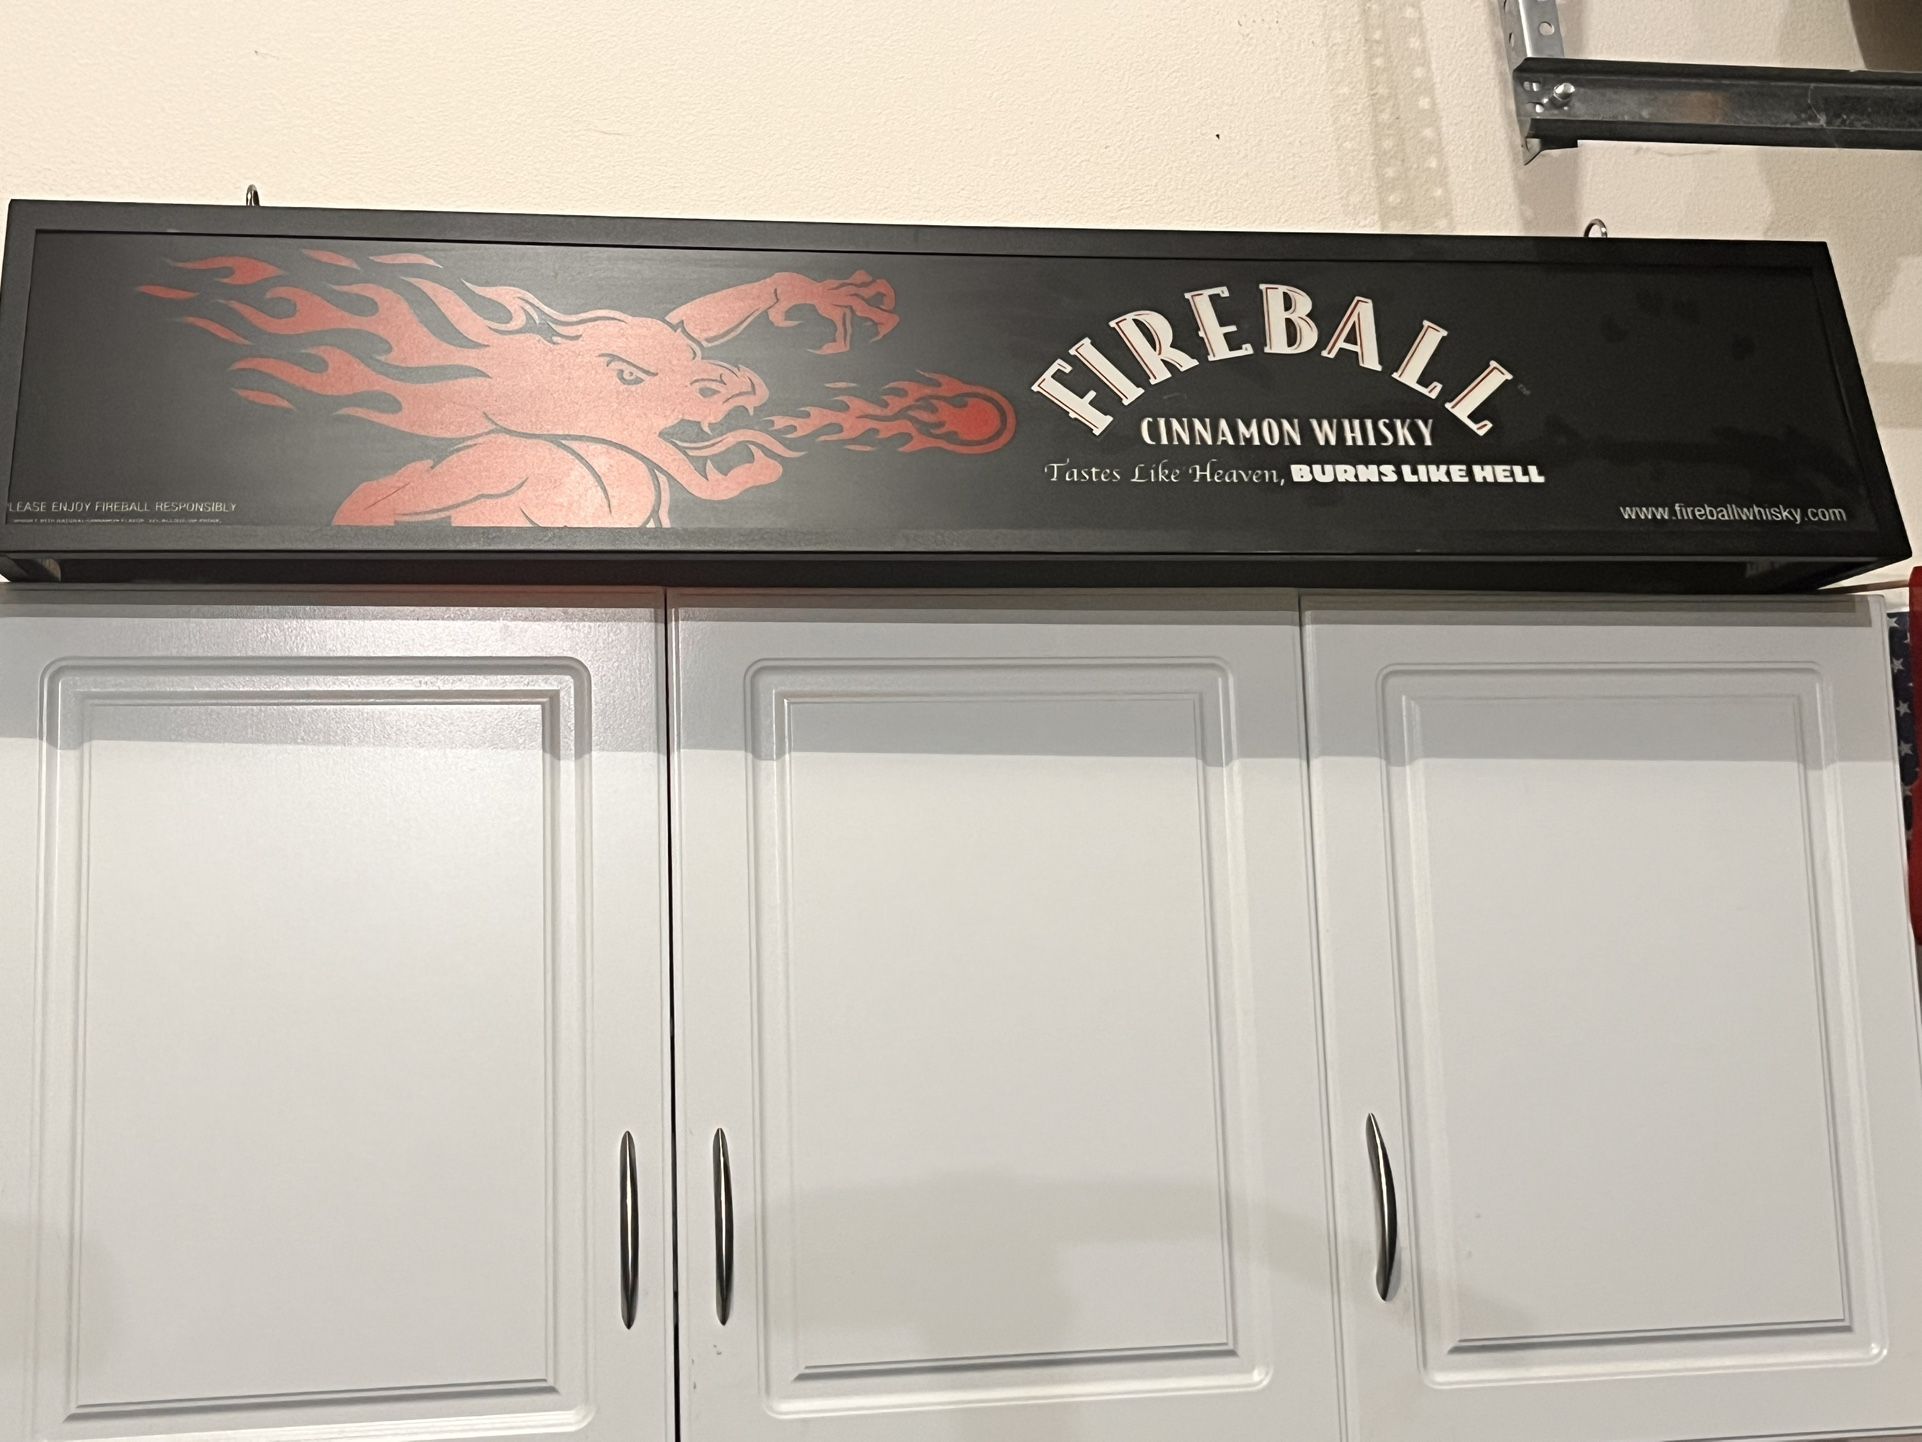 FIREBALL
CINNAMON WHISKY
Tastes Like Heaven, BURNS LIKE HELL
LEASE ENJOY FIREBALL RESPONSIBLY
www.fireballwhisky.com